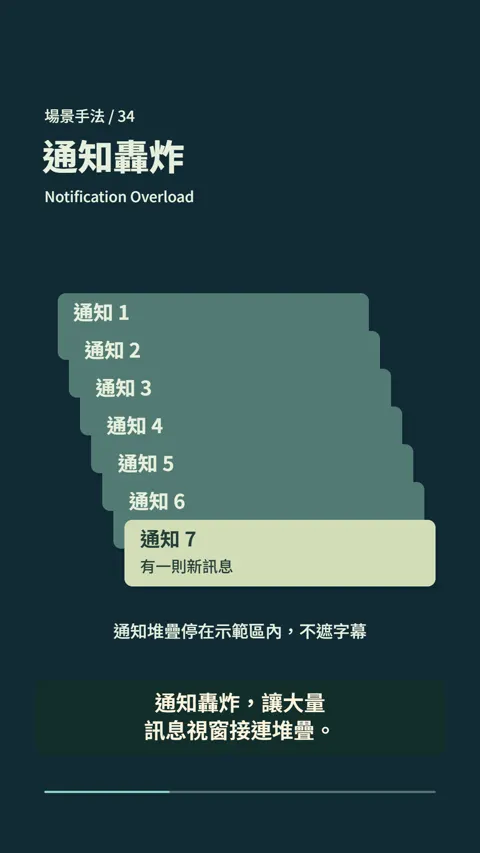 場景手法 / 34
通知轟炸
Notification Overload
通知 1
通知 2
通知 3
通知 4
通知 5
通知 6
通知 7
有一則新訊息
通知堆疊停在示範區內，不遮字幕
通知轟炸，讓大量
訊息視窗接連堆疊。